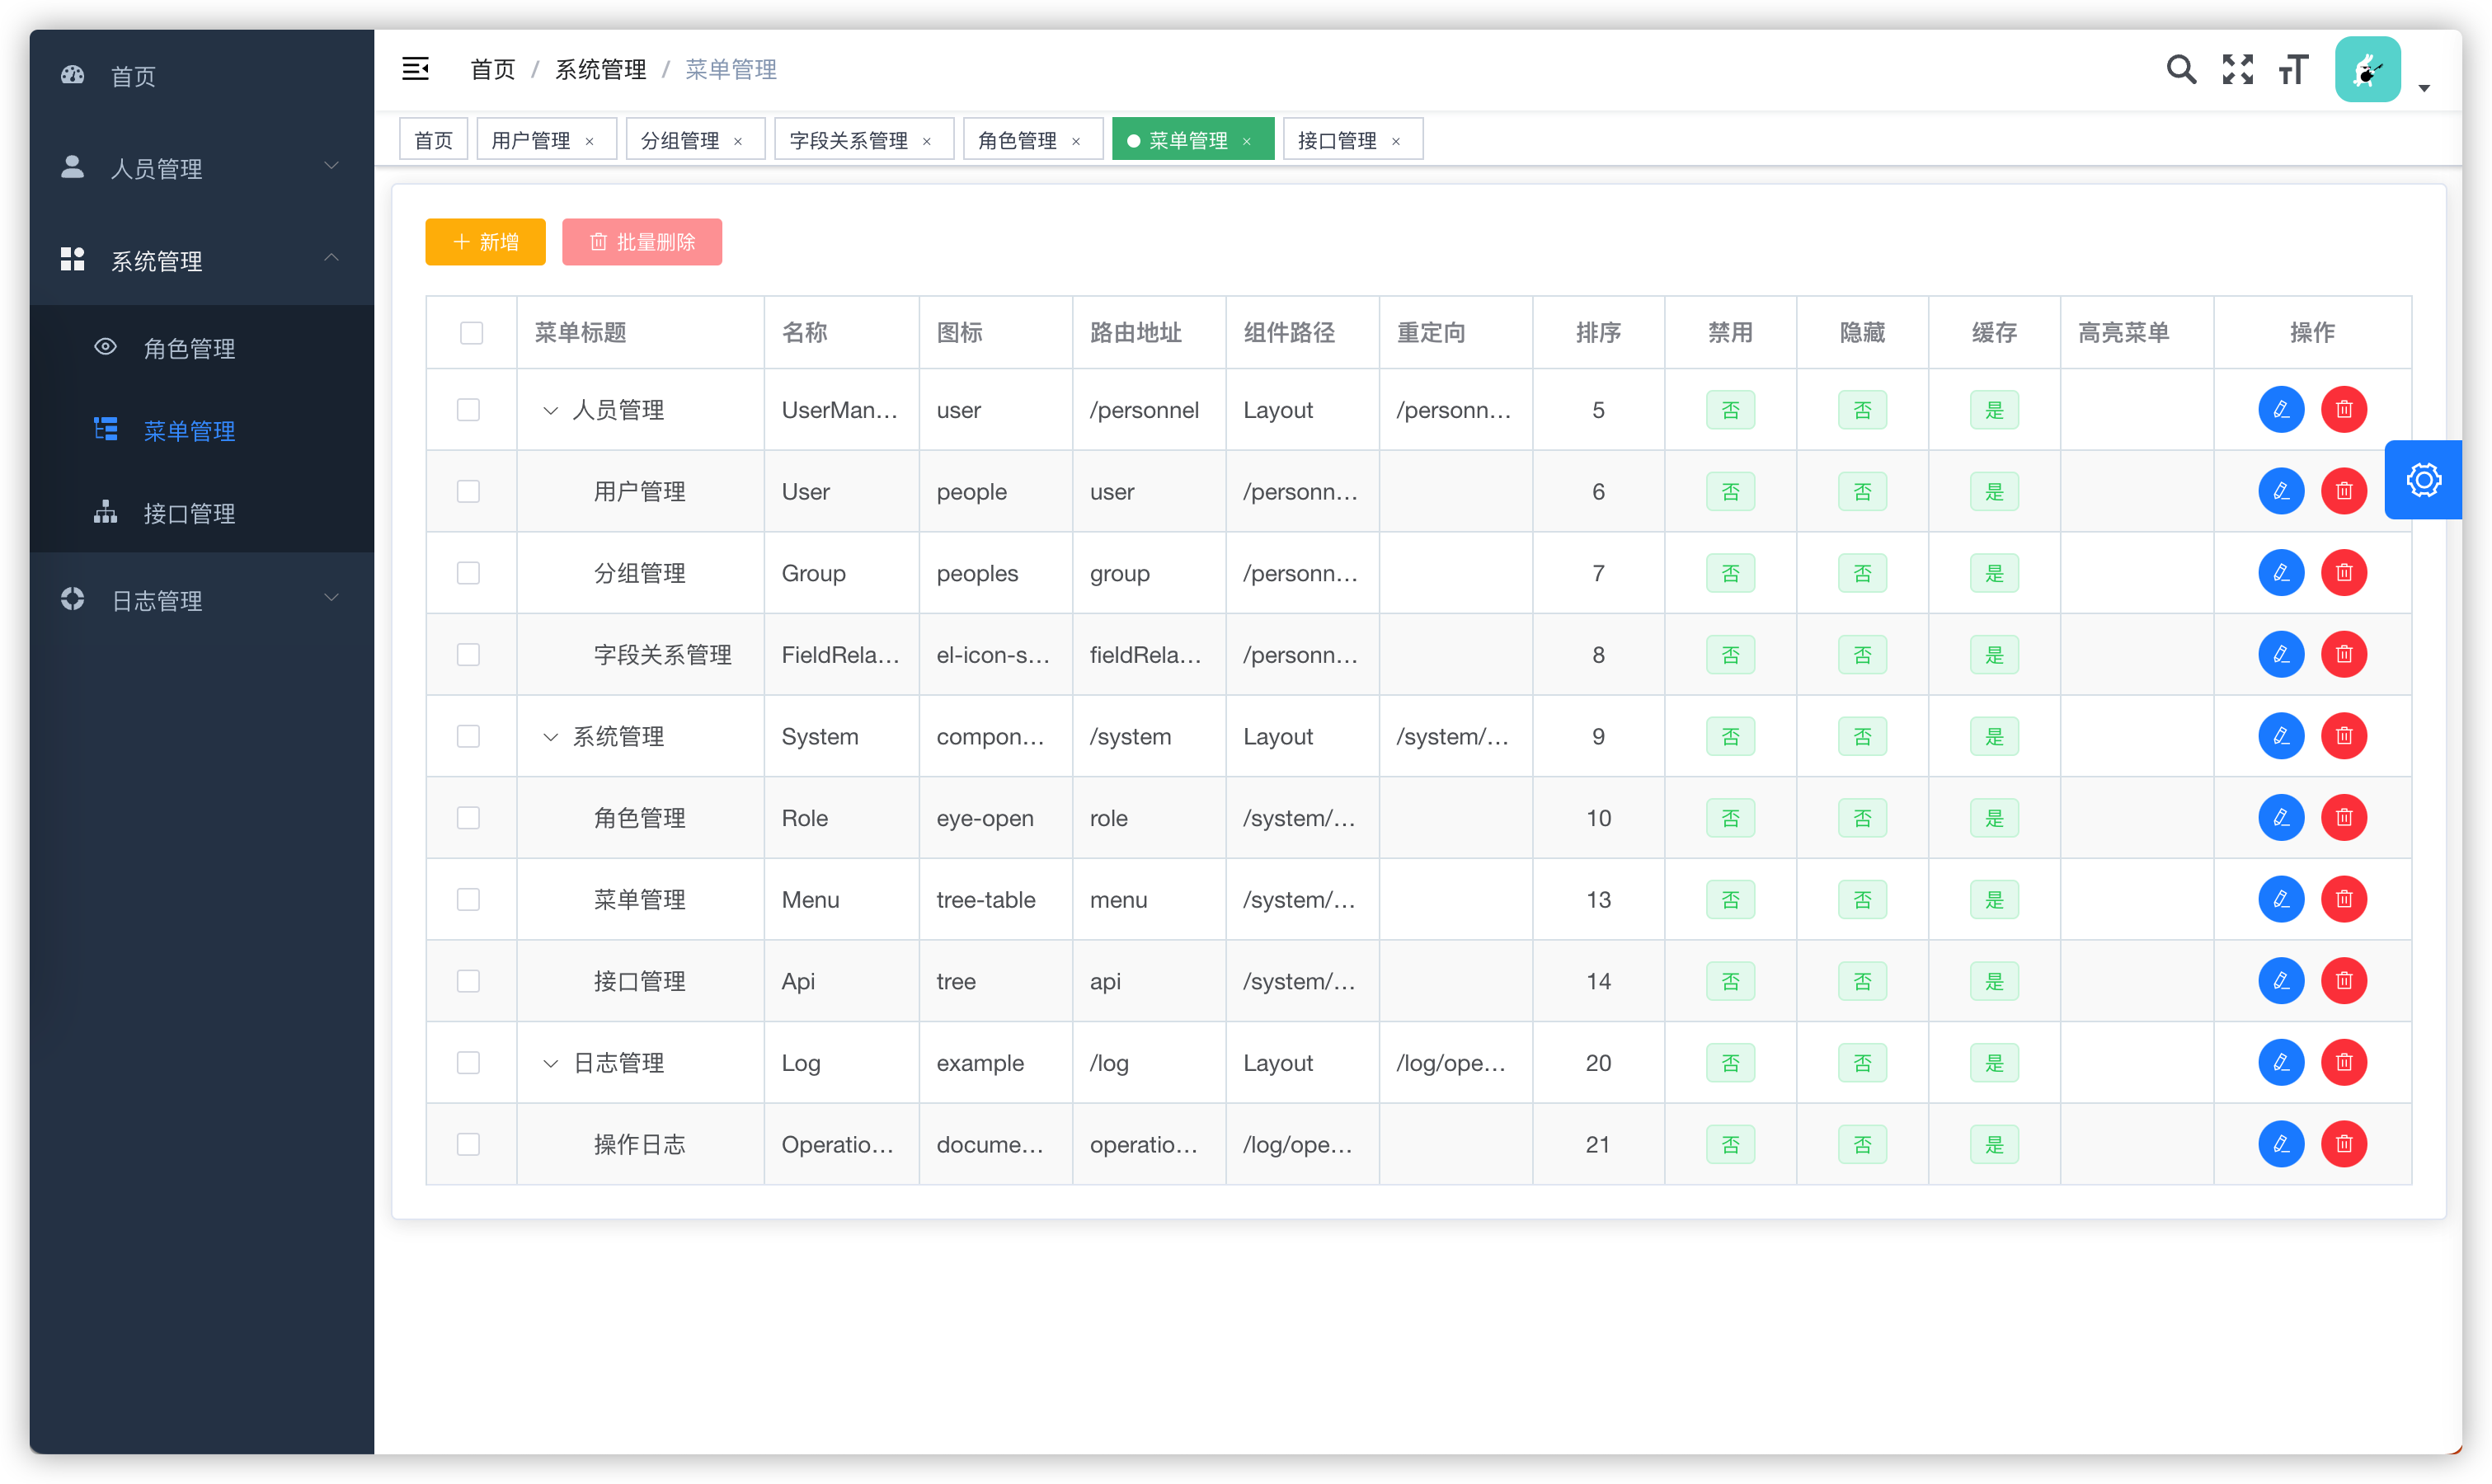 首页
人员管理
系统管理
角色管理
菜单管理
接口管理
日志管理
首页 / 系统管理 / 菜单管理
首页 用户管理 × 分组管理 × 字段关系管理 × 角色管理 × 菜单管理 × 接口管理 ×
+ 新增 批量删除
菜单标题 名称 图标 路由地址 组件路径 重定向 排序 禁用 隐藏 缓存 高亮菜单 操作
人员管理 UserMan... user /personnel Layout /personn... 5 否 否 是
用户管理 User people user /personn... 6 否 否 是
分组管理 Group peoples group /personn... 7 否 否 是
字段关系管理 FieldRela... el-icon-s... fieldRela... /personn... 8 否 否 是
系统管理 System compon... /system Layout /system/... 9 否 否 是
角色管理 Role eye-open role /system/... 10 否 否 是
菜单管理 Menu tree-table menu /system/... 13 否 否 是
接口管理 Api tree api /system/... 14 否 否 是
日志管理 Log example /log Layout /log/ope... 20 否 否 是
操作日志 Operatio... docume... operatio... /log/ope... 21 否 否 是